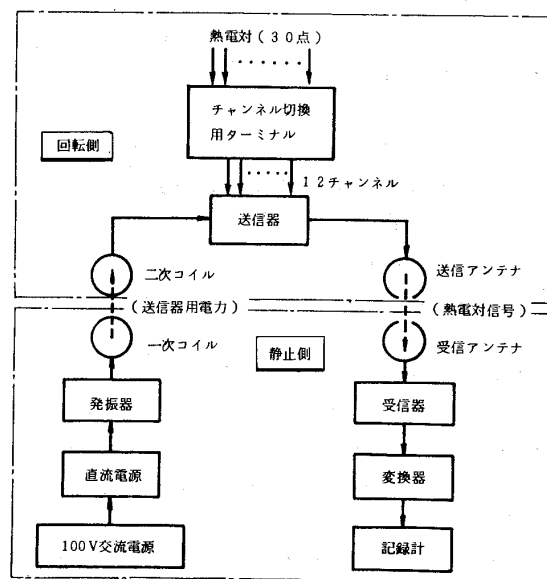 熱電対(30点)
チャンネル切換
用ターミナル
回転側
12チャンネル
送信器
二次コイル
送信アンテナ
(送信器用電力)
(熱電対信号)
一次コイル
受信アンテナ
静止側
発振器
受信器
直流電源
変換器
100V交流電源
記録計